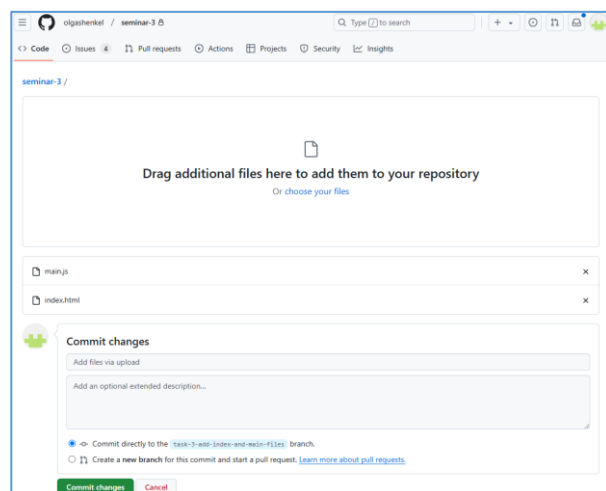 olgashenkel / seminar-3
Type / to search
Code Issues 4 Pull requests Actions Projects Security Insights
seminar-3 /
Drag additional files here to add them to your repository
Or choose your files
main.js
index.html
Commit changes
Add files via upload
Add an optional extended description...
Commit directly to the task-3-add-index-and-main-files branch.
Create a new branch for this commit and start a pull request. Learn more about pull requests.
Commit changes Cancel